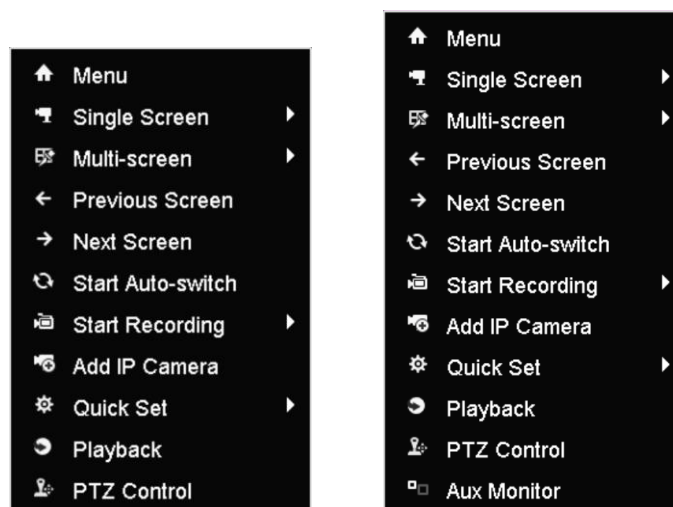 Menu
Single Screen
Multi-screen
Previous Screen
Next Screen
Start Auto-switch
Start Recording
Add IP Camera
Quick Set
Playback
PTZ Control
Menu
Single Screen
Multi-screen
Previous Screen
Next Screen
Start Auto-switch
Start Recording
Add IP Camera
Quick Set
Playback
PTZ Control
Aux Monitor